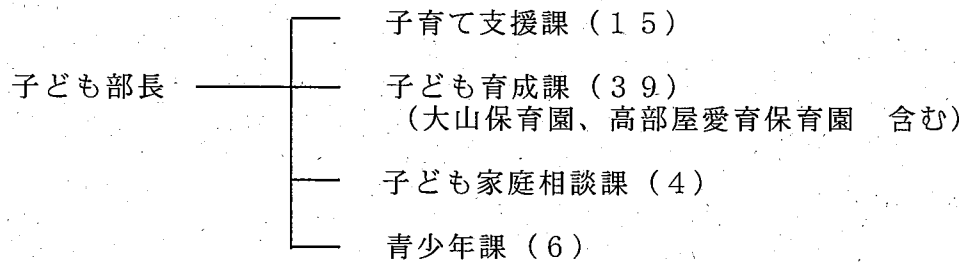 子育て支援課（１５）
子ども部長
子ども育成課（３９）
（大山保育園、高部屋愛育保育園　含む）
子ども家庭相談課（４）
青少年課（６）